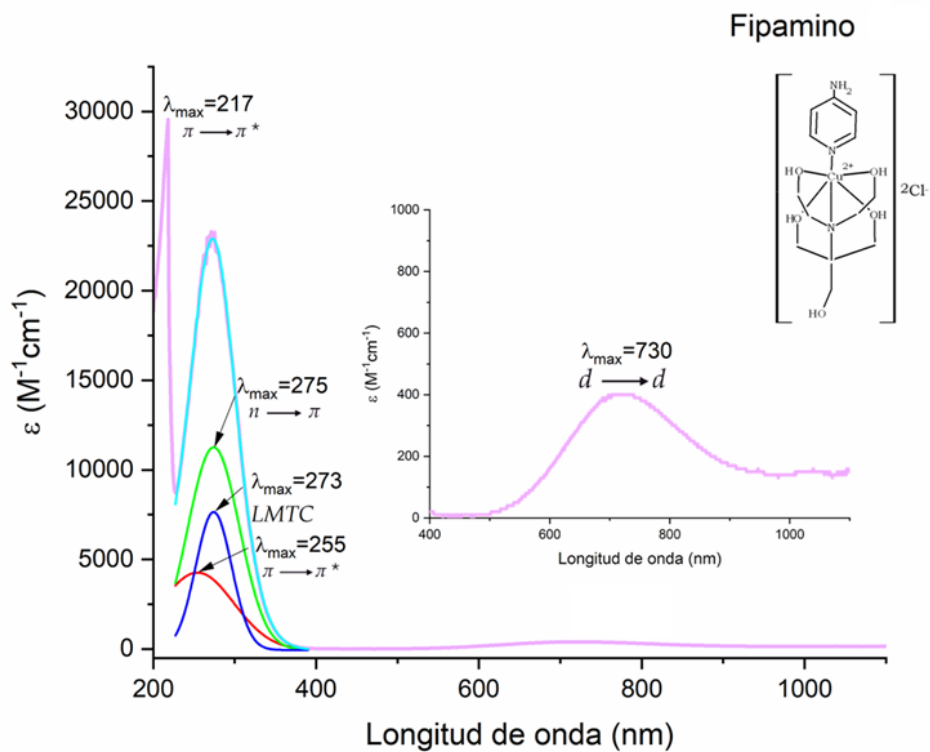 Fipamino
λmax=217
π → π*
λmax=275
n → π
λmax=273
LMTC
λmax=255
π → π*
ε (M-1cm-1)
30000
25000
20000
15000
10000
5000
0
200 400 600 800 1000
Longitud de onda (nm)
λmax=730
d → d
ε (M-1cm-1)
1000
800
600
400
200
0
400 600 800 1000
Longitud de onda (nm)
NH2
N
2+
HO Cu OH
HO N OH
HO
2Cl-